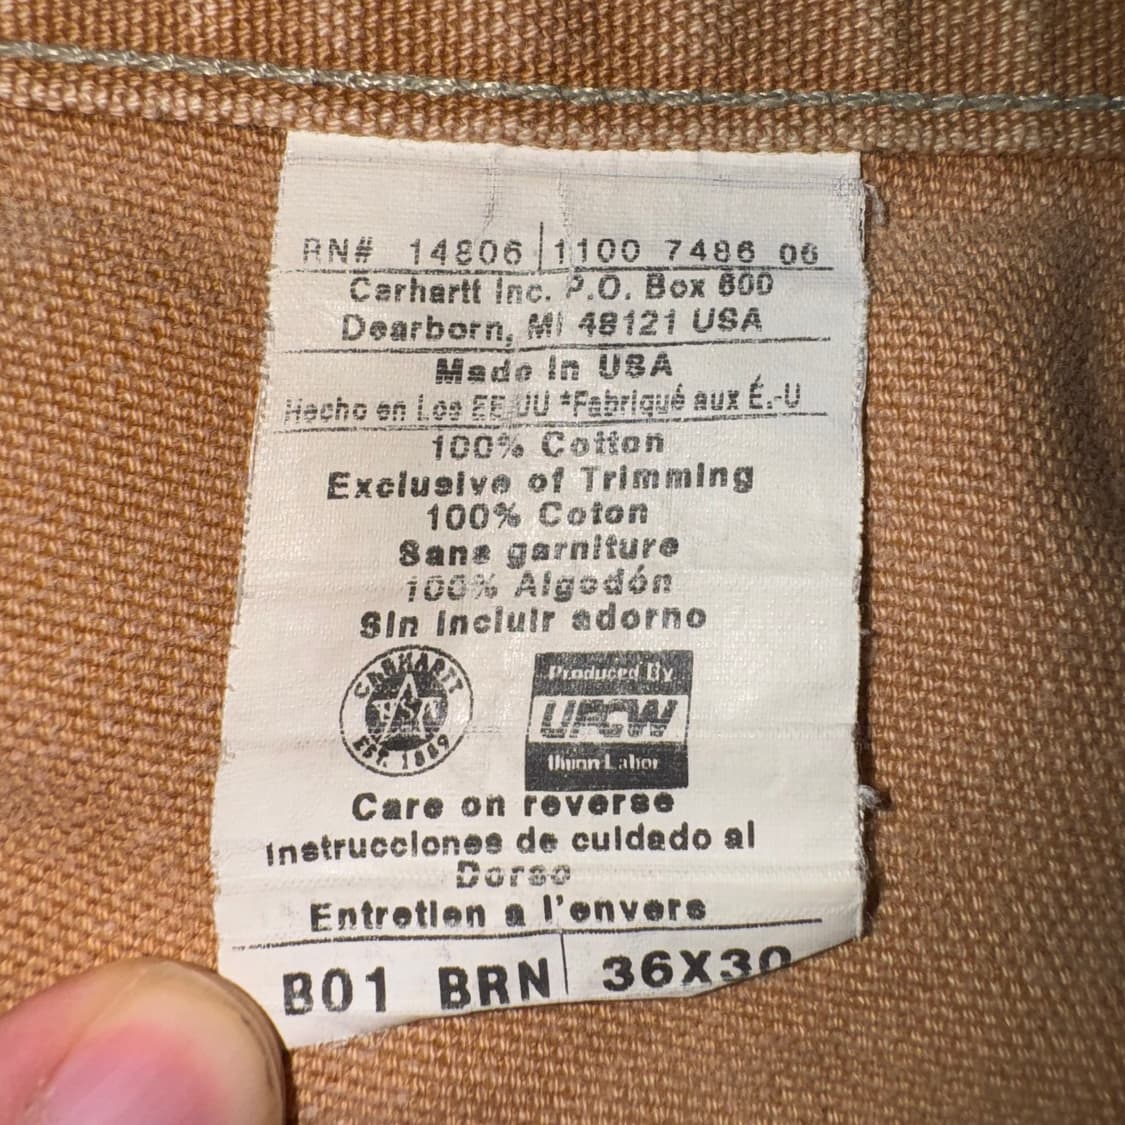 RN# 14806 1100 7486 06
Carhartt Inc. P.O. Box 600
Dearborn, MI 48121 USA
Made In USA
Hecho en Los EE UU *Fabriqué aux É.-U
100% Cotton
Exclusive of Trimming
100% Coton
Sans garniture
100% Algodón
Sin incluir adorno
CARHARTT
USA
EST. 1889
Produced By
UFCW
Union Labor
Care on reverse
Instrucciones de cuidado al
Dorso
Entretien a l'envers
B01 BRN 36X30